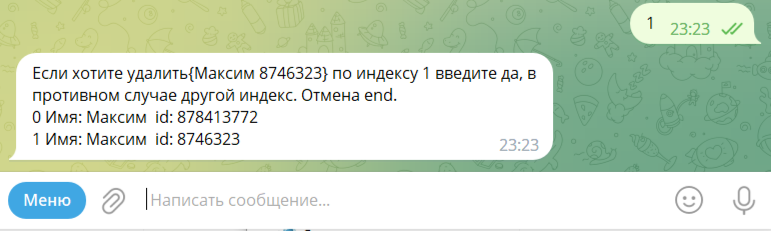 1 23:23
Если хотите удалить{Максим 8746323} по индексу 1 введите да, в
противном случае другой индекс. Отмена end.
0 Имя: Максим  id: 878413772
1 Имя: Максим  id: 8746323
23:23
Меню Написать сообщение...